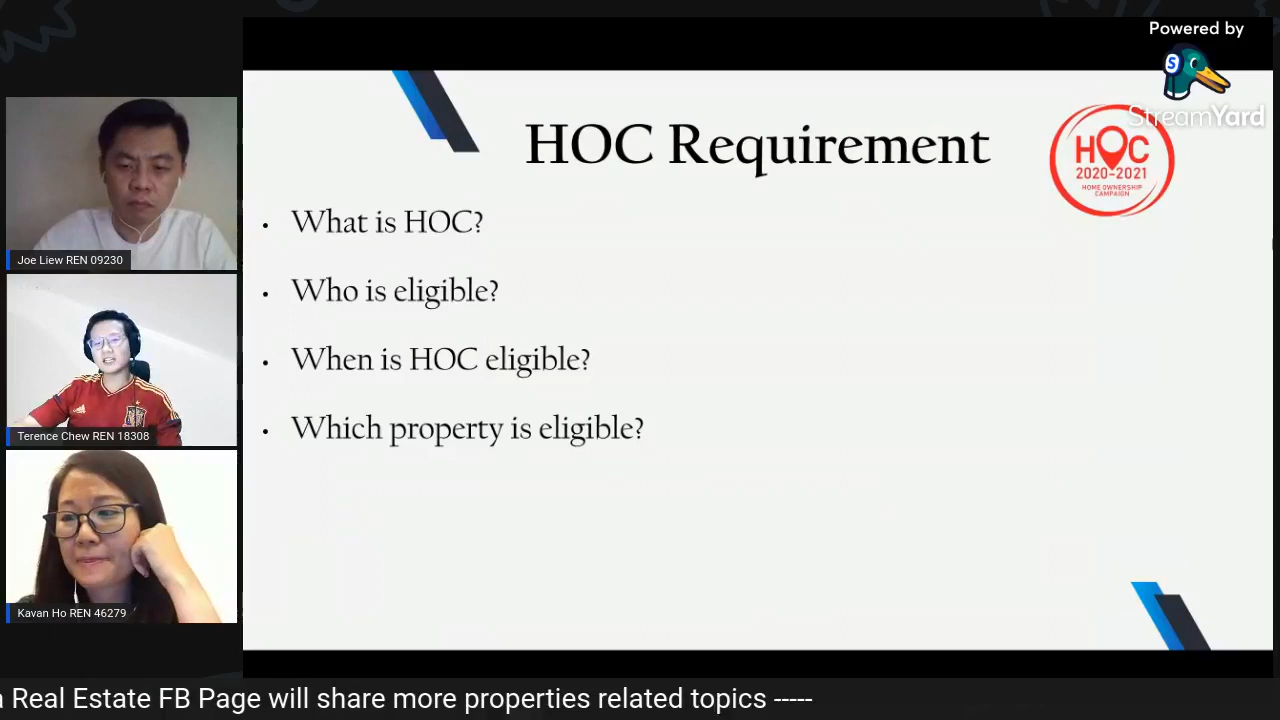 Powered by
StreamYard
HOC Requirement
HOC
2020-2021
HOME OWNERSHIP
CAMPAIGN
• What is HOC?
• Who is eligible?
• When is HOC eligible?
• Which property is eligible?
Joe Liew REN 09230
Terence Chew REN 18308
Kavan Ho REN 46279
Real Estate FB Page will share more properties related topics -----